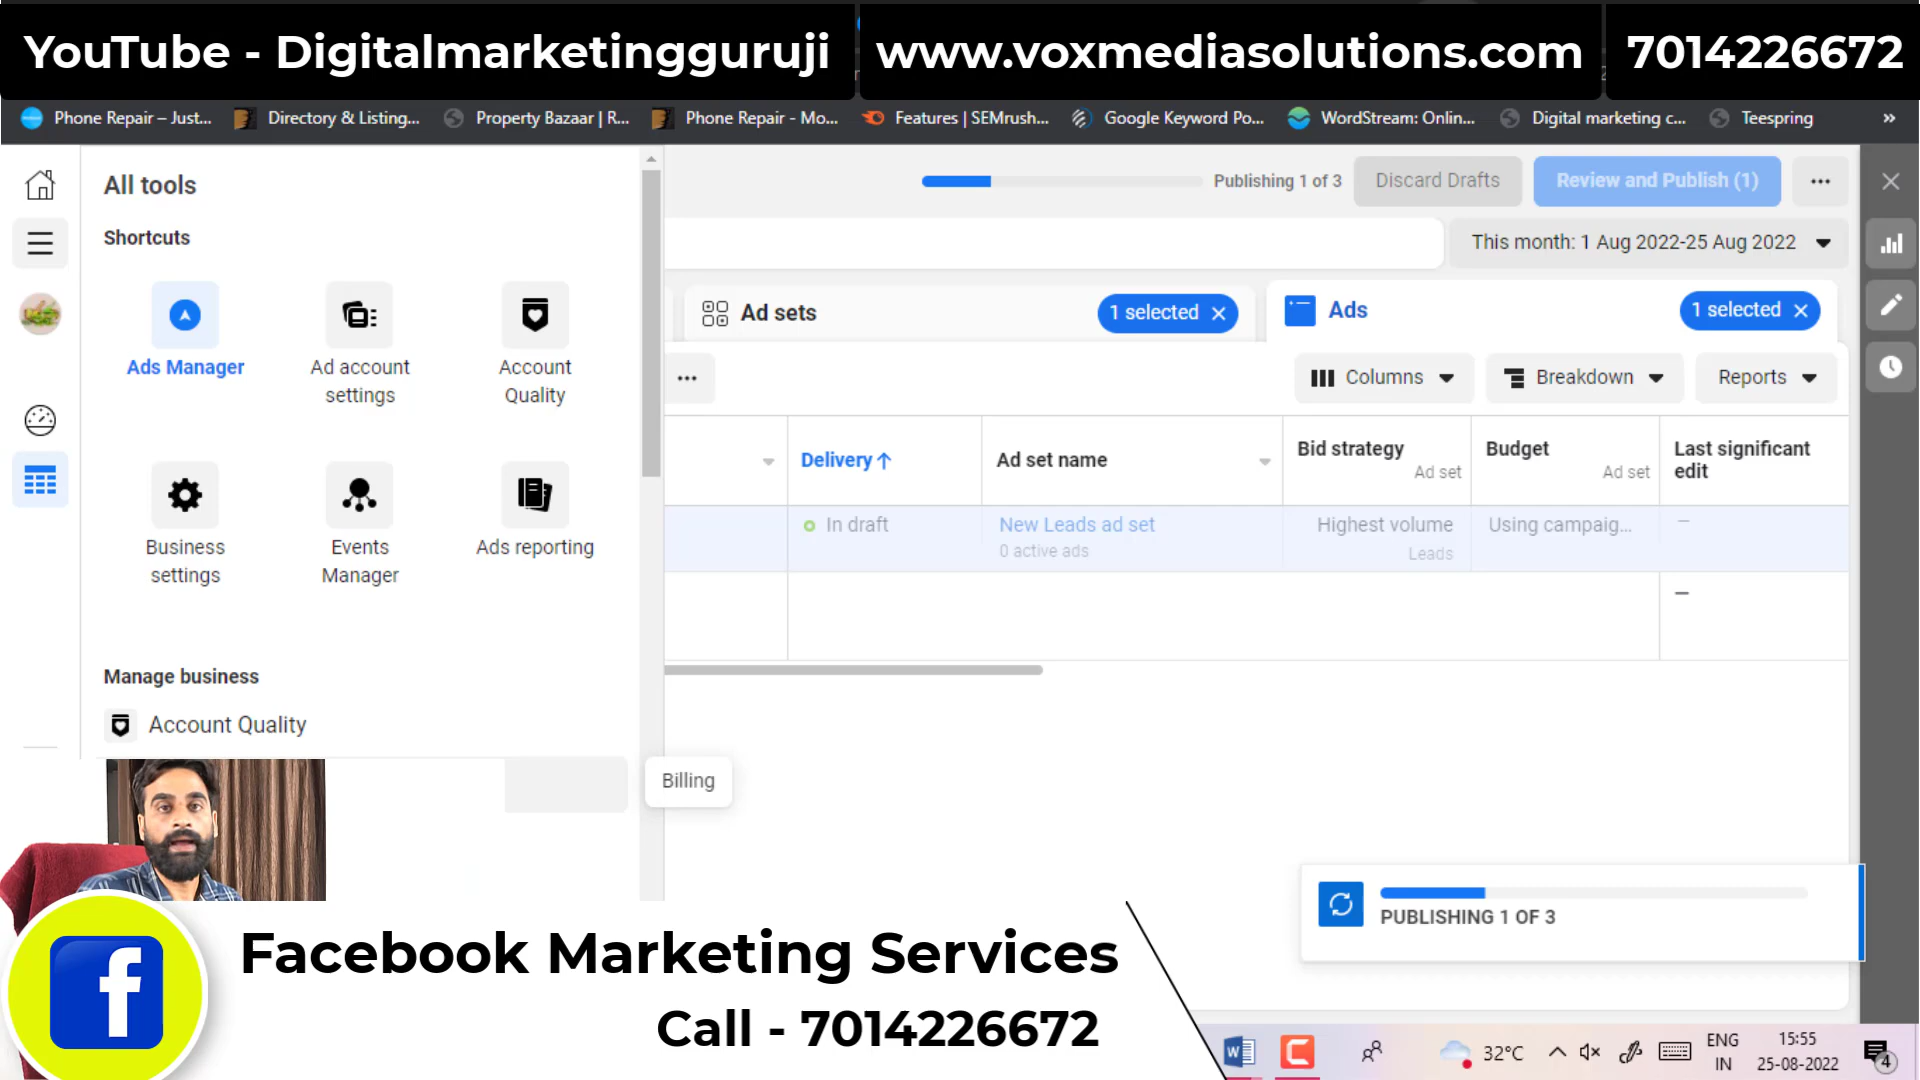 YouTube - Digitalmarketingguruji
www.voxmediasolutions.com
7014226672
Phone Repair – Just...
Directory & Listing...
Property Bazaar | R...
Phone Repair - Mo...
Features | SEMrush...
Google Keyword Po...
WordStream: Onlin...
Digital marketing c...
Teespring
»
All tools
Shortcuts
Ads Manager
Ad account
settings
Account
Quality
Business
settings
Events
Manager
Ads reporting
Manage business
Account Quality
Billing
Publishing 1 of 3
Discard Drafts
Review and Publish (1)
This month: 1 Aug 2022-25 Aug 2022
Ad sets
1 selected
Ads
1 selected
Columns
Breakdown
Reports
Delivery ↑
Ad set name
Bid strategy
Ad set
Budget
Ad set
Last significant
edit
In draft
New Leads ad set
0 active ads
Highest volume
Leads
Using campaig...
–
—
PUBLISHING 1 OF 3
Facebook Marketing Services
Call - 7014226672
32°C
ENG
IN
15:55
25-08-2022
4